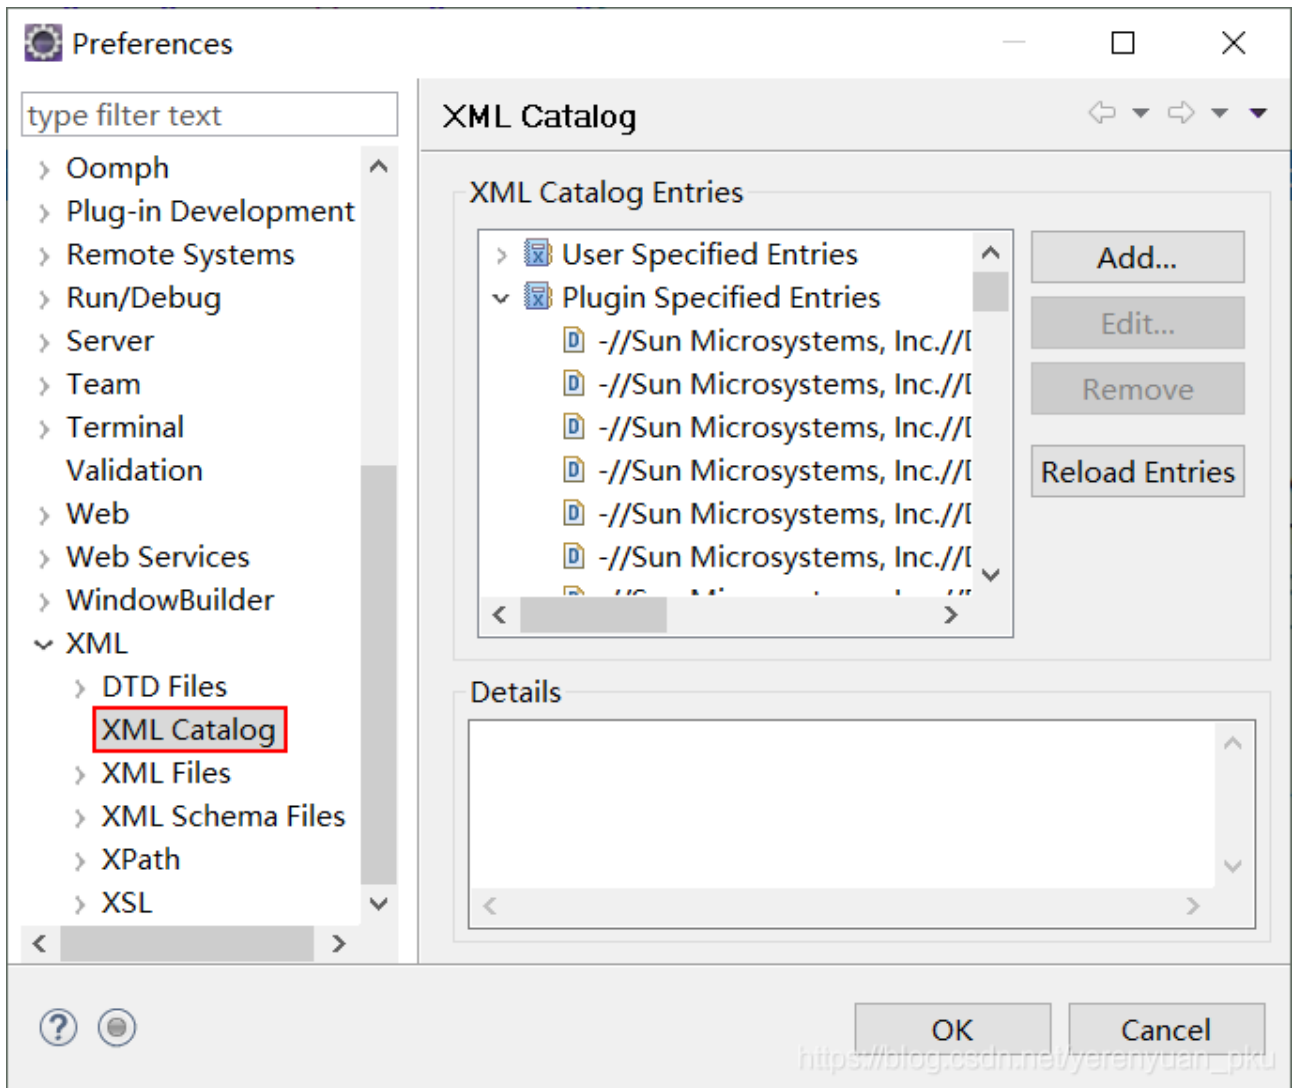 Preferences
type filter text
Oomph
Plug-in Development
Remote Systems
Run/Debug
Server
Team
Terminal
Validation
Web
Web Services
WindowBuilder
XML
DTD Files
XML Catalog
XML Files
XML Schema Files
XPath
XSL
XML Catalog
XML Catalog Entries
User Specified Entries
Plugin Specified Entries
-//Sun Microsystems, Inc.//D
-//Sun Microsystems, Inc.//D
-//Sun Microsystems, Inc.//D
-//Sun Microsystems, Inc.//D
-//Sun Microsystems, Inc.//D
-//Sun Microsystems, Inc.//D
Add...
Edit...
Remove
Reload Entries
Details
OK
Cancel
https://blog.csdn.net/yerenyuan_pku